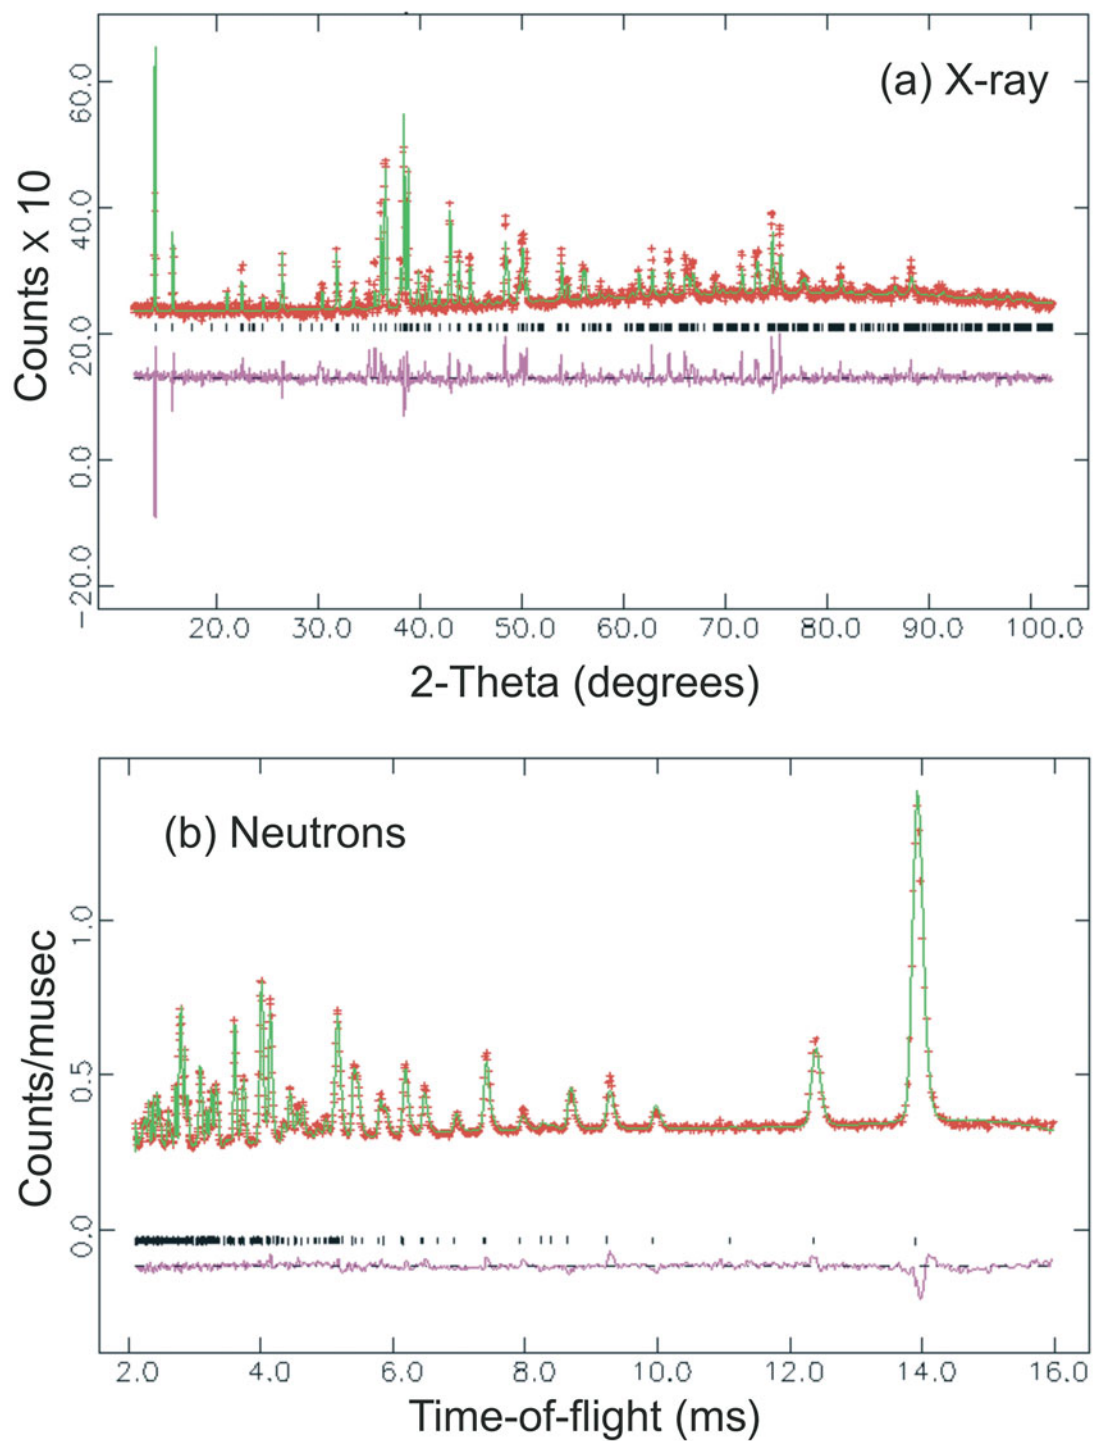 (a) X-ray
Counts x 10
60.0
40.0
20.0
0.0
-20.0
20.0 30.0 40.0 50.0 60.0 70.0 80.0 90.0 100.0
2-Theta (degrees)
(b) Neutrons
Counts/musec
1.0
0.5
0.0
2.0 4.0 6.0 8.0 10.0 12.0 14.0 16.0
Time-of-flight (ms)